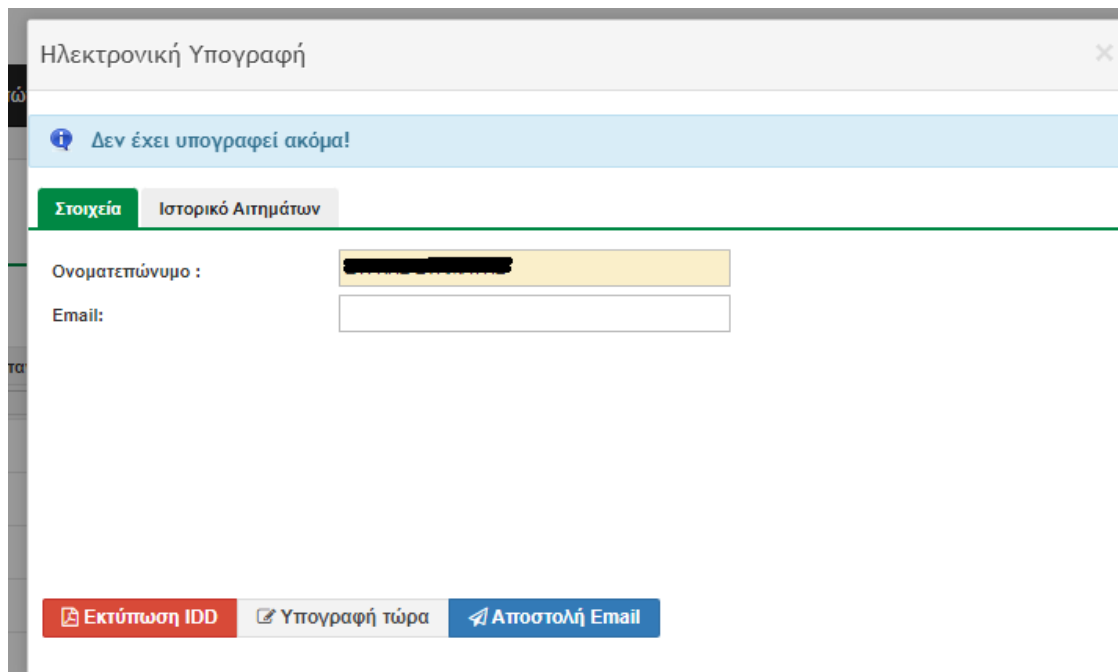 Ηλεκτρονική Υπογραφή
Δεν έχει υπογραφεί ακόμα!
Στοιχεία Ιστορικό Αιτημάτων
Ονοματεπώνυμο :
Email:
Εκτύπωση IDD Υπογραφή τώρα Αποστολή Email